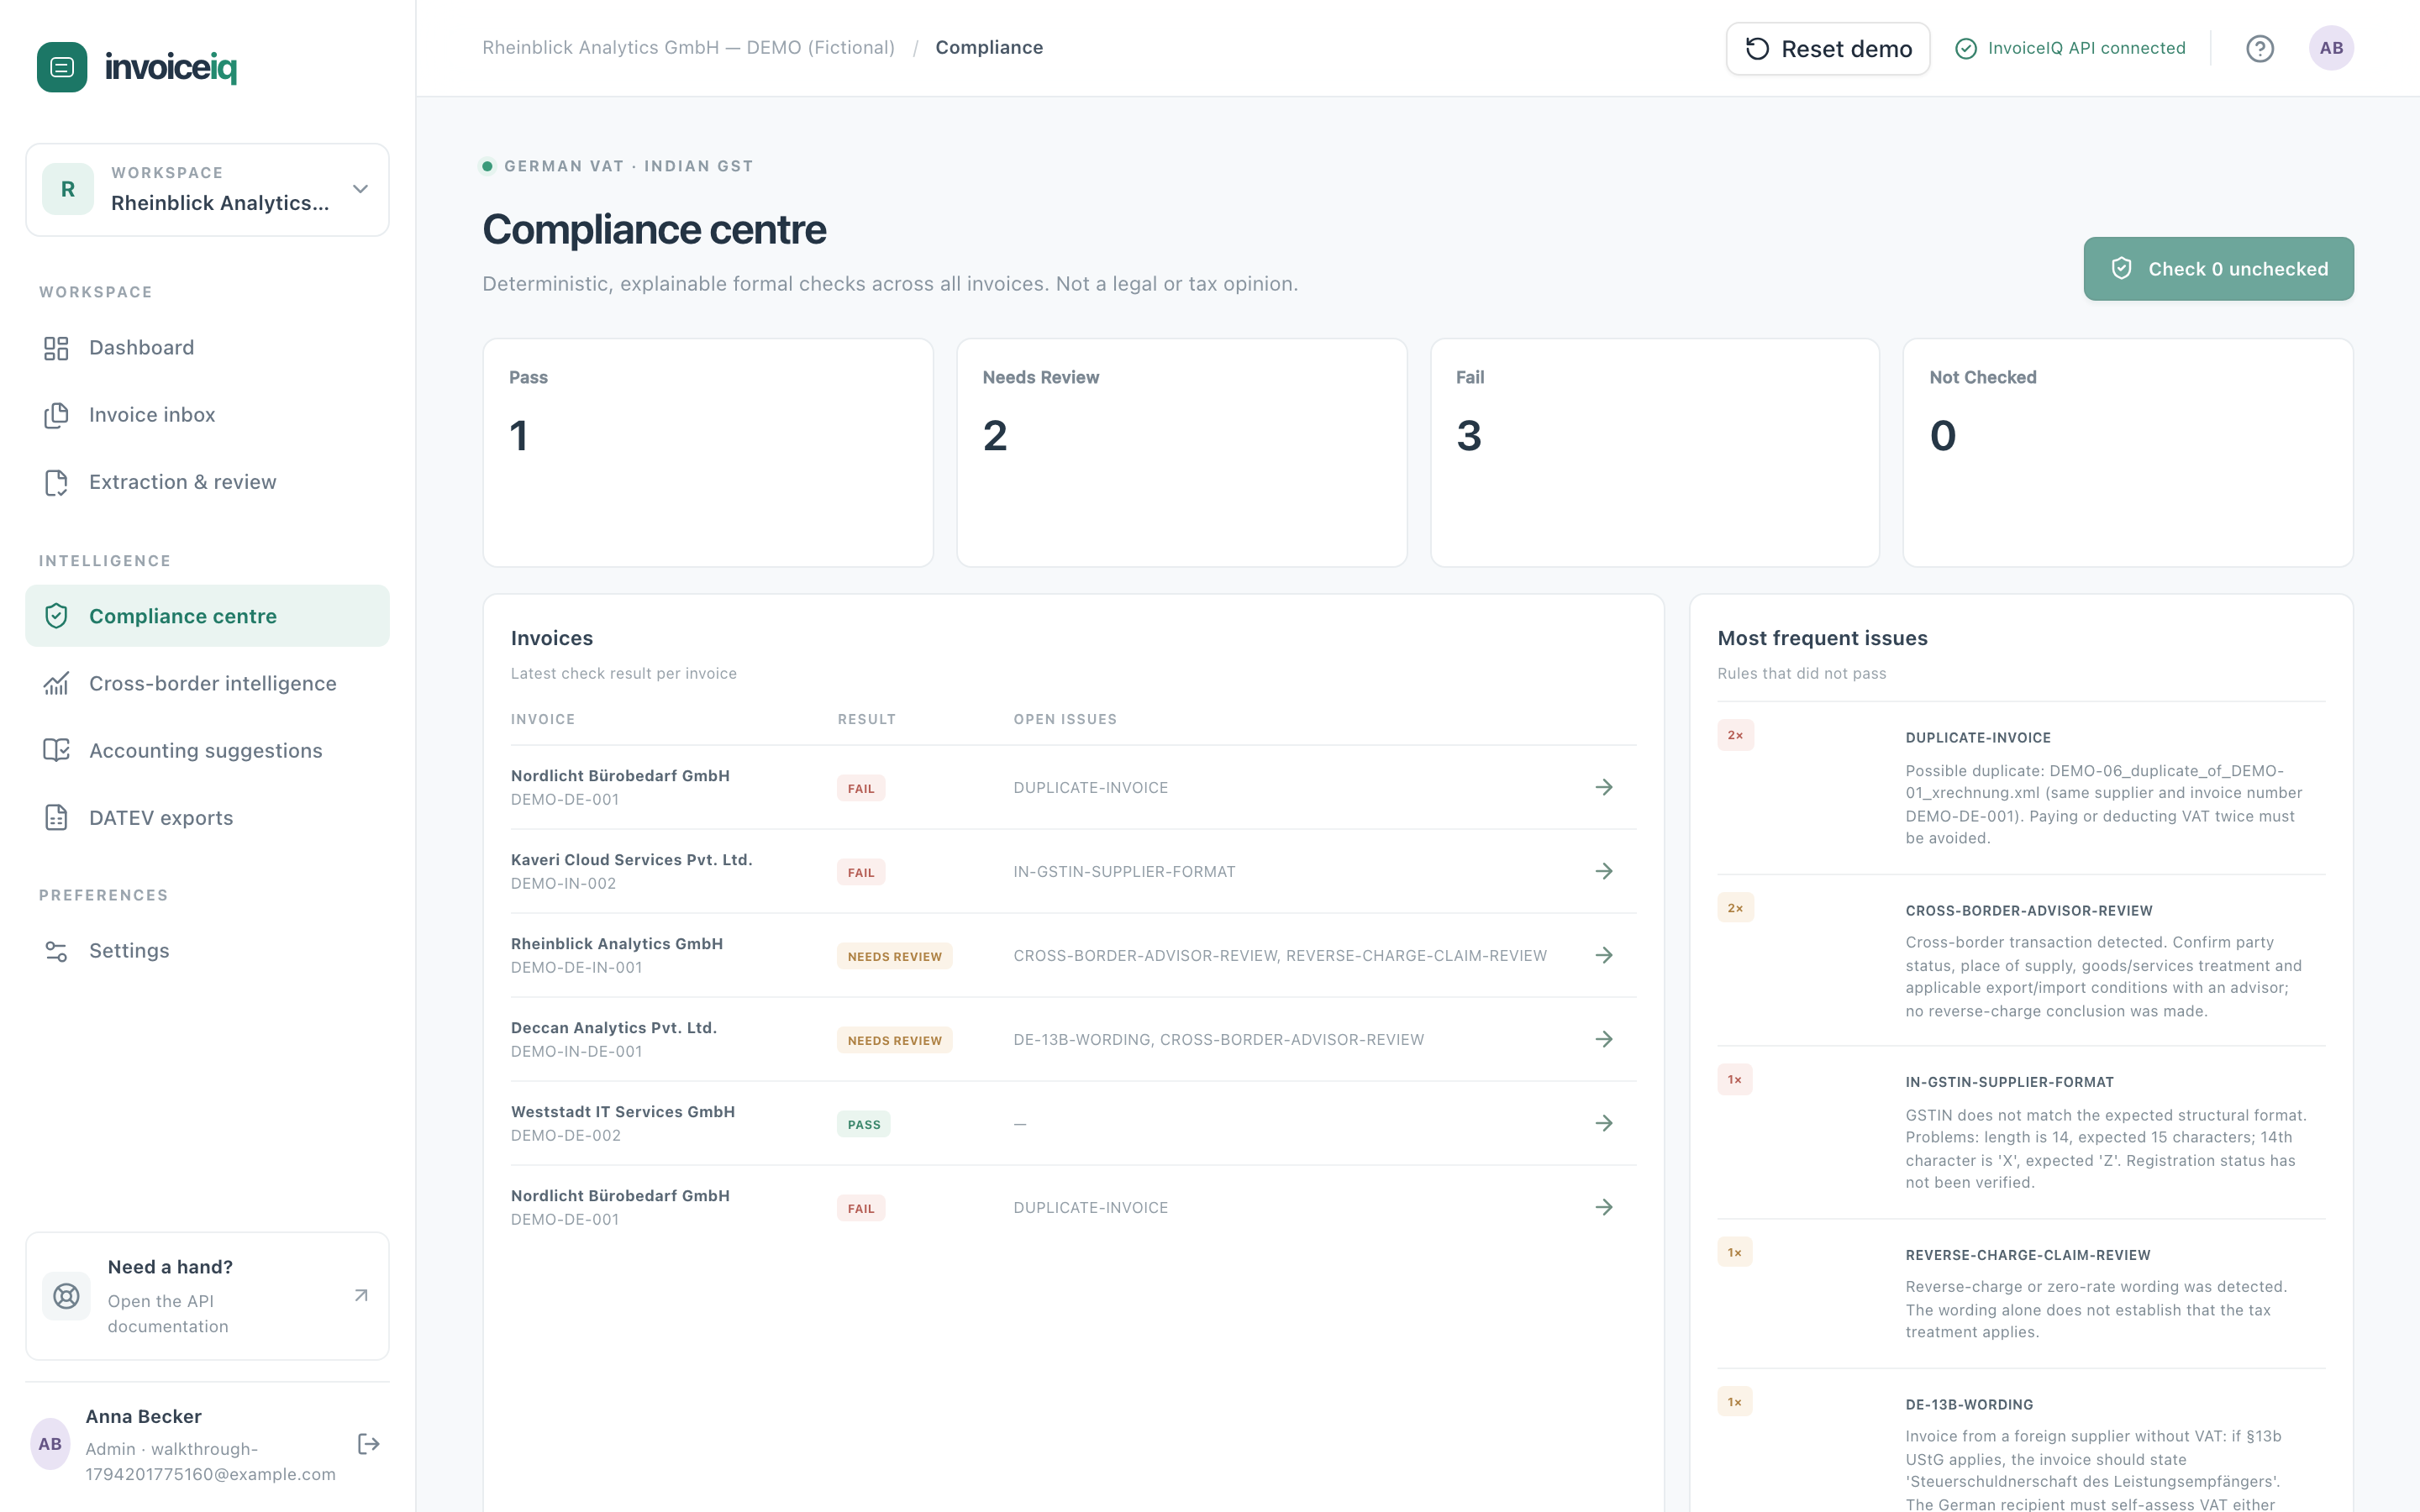 invoiceiq
R
WORKSPACE
Rheinblick Analytics...
WORKSPACE
Dashboard
Invoice inbox
Extraction & review
INTELLIGENCE
Compliance centre
Cross-border intelligence
Accounting suggestions
DATEV exports
PREFERENCES
Settings
Need a hand?
Open the API
documentation
AB
Anna Becker
Admin · walkthrough-
1794201775160@example.com
Rheinblick Analytics GmbH — DEMO (Fictional) / Compliance
Reset demo
InvoiceIQ API connected
AB
GERMAN VAT · INDIAN GST
Compliance centre
Deterministic, explainable formal checks across all invoices. Not a legal or tax opinion.
Check 0 unchecked
Pass
1
Needs Review
2
Fail
3
Not Checked
0
Invoices
Latest check result per invoice
INVOICE RESULT OPEN ISSUES
Nordlicht Bürobedarf GmbH
DEMO-DE-001
FAIL
DUPLICATE-INVOICE
Kaveri Cloud Services Pvt. Ltd.
DEMO-IN-002
FAIL
IN-GSTIN-SUPPLIER-FORMAT
Rheinblick Analytics GmbH
DEMO-DE-IN-001
NEEDS REVIEW
CROSS-BORDER-ADVISOR-REVIEW, REVERSE-CHARGE-CLAIM-REVIEW
Deccan Analytics Pvt. Ltd.
DEMO-IN-DE-001
NEEDS REVIEW
DE-13B-WORDING, CROSS-BORDER-ADVISOR-REVIEW
Weststadt IT Services GmbH
DEMO-DE-002
PASS
—
Nordlicht Bürobedarf GmbH
DEMO-DE-001
FAIL
DUPLICATE-INVOICE
Most frequent issues
Rules that did not pass
2×
DUPLICATE-INVOICE
Possible duplicate: DEMO-06_duplicate_of_DEMO-
01_xrechnung.xml (same supplier and invoice number
DEMO-DE-001). Paying or deducting VAT twice must
be avoided.
2×
CROSS-BORDER-ADVISOR-REVIEW
Cross-border transaction detected. Confirm party
status, place of supply, goods/services treatment and
applicable export/import conditions with an advisor;
no reverse-charge conclusion was made.
1×
IN-GSTIN-SUPPLIER-FORMAT
GSTIN does not match the expected structural format.
Problems: length is 14, expected 15 characters; 14th
character is 'X', expected 'Z'. Registration status has
not been verified.
1×
REVERSE-CHARGE-CLAIM-REVIEW
Reverse-charge or zero-rate wording was detected.
The wording alone does not establish that the tax
treatment applies.
1×
DE-13B-WORDING
Invoice from a foreign supplier without VAT: if §13b
UStG applies, the invoice should state
'Steuerschuldnerschaft des Leistungsempfängers'.
The German recipient must self-assess VAT either